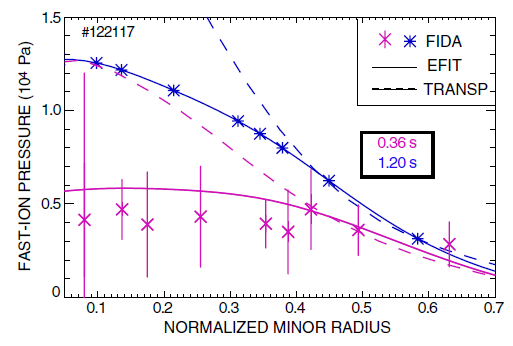 1.5
#122117
FIDA
EFIT
TRANSP
FAST-ION PRESSURE (10⁴ Pa)
1.0
0.36 s
1.20 s
0.5
0
0.1 0.2 0.3 0.4 0.5 0.6 0.7
NORMALIZED MINOR RADIUS